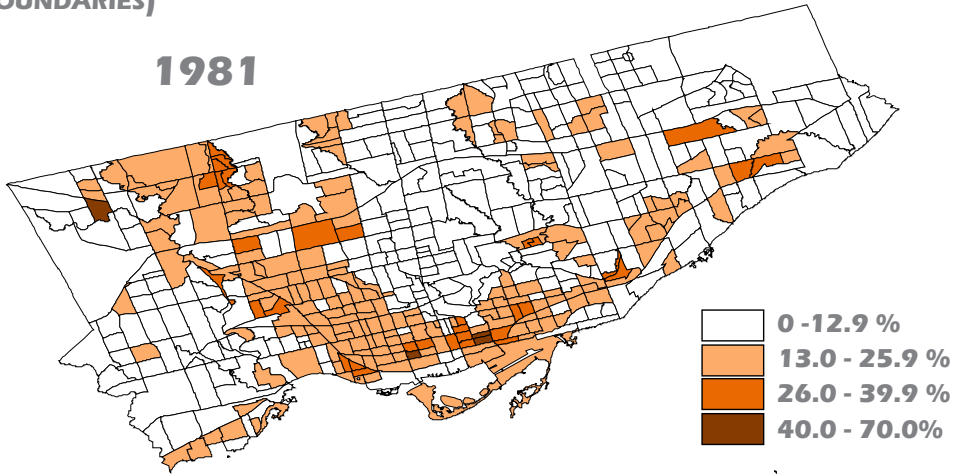 OUNDARIES)
1981
0 -12.9 %
13.0 - 25.9 %
26.0 - 39.9 %
40.0 - 70.0%